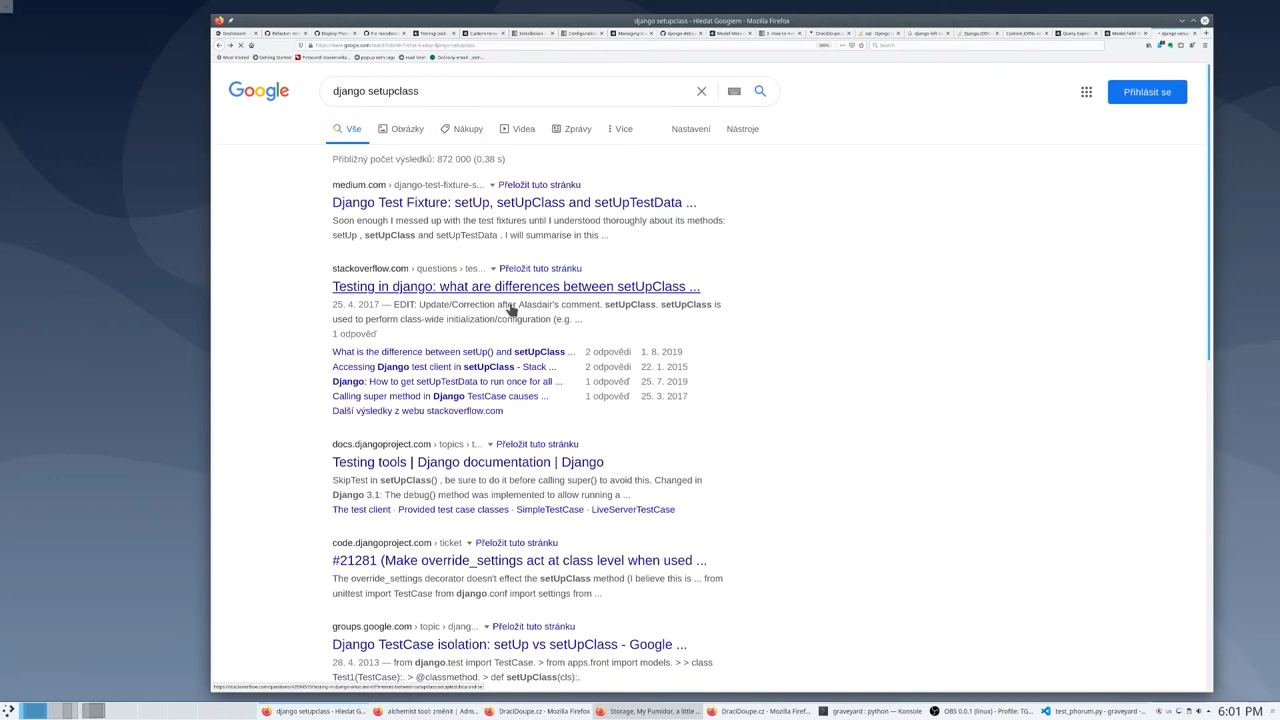 django setupclass - Hledat Googlem - Mozilla Firefox
Most Visited Getting Started
Search
Google
django setupclass
Přihlásit se
Vše Obrázky Nákupy Videa Zprávy Více Nastavení Nástroje
Přibližný počet výsledků: 872 000 (0,38 s)
medium.com › django-test-fixture-s... Přeložit tuto stránku
Django Test Fixture: setUp, setUpClass and setUpTestData ...
Soon enough I messed up with the test fixtures until I understood thoroughly about its methods:
setUp , setUpClass and setUpTestData . I will summarise in this ...
stackoverflow.com › questions › tes... Přeložit tuto stránku
Testing in django: what are differences between setUpClass ...
25. 4. 2017 — EDIT: Update/Correction after Alasdair's comment. setUpClass. setUpClass is
used to perform class-wide initialization/configuration (e.g. ...
1 odpověď
What is the difference between setUp() and setUpClass ... 2 odpovědi 1. 8. 2019
Accessing Django test client in setUpClass - Stack ... 2 odpovědi 22. 1. 2015
Django: How to get setUpTestData to run once for all ... 1 odpověď 25. 7. 2019
Calling super method in Django TestCase causes ... 1 odpověď 25. 3. 2017
Další výsledky z webu stackoverflow.com
docs.djangoproject.com › topics › t... Přeložit tuto stránku
Testing tools | Django documentation | Django
SkipTest in setUpClass() , be sure to do it before calling super() to avoid this. Changed in
Django 3.1: The debug() method was implemented to allow running a ...
The test client · Provided test case classes · SimpleTestCase · LiveServerTestCase
code.djangoproject.com › ticket Přeložit tuto stránku
#21281 (Make override_settings act at class level when used ...
The override_settings decorator doesn't effect the setUpClass method (I believe this is ... from
unittest import TestCase from django.conf import settings from ...
groups.google.com › topic › djang... Přeložit tuto stránku
Django TestCase isolation: setUp vs setUpClass - Google ...
28. 4. 2013 — from django.test import TestCase. > from apps.front import models. > > class
Test1(TestCase):. > @classmethod. > def setUpClass(cls):.
django setupclass - Hledat G... alchemist tool: změnit | Adm... DraciDoupe.cz - Mozilla Firefox Storage, My Pumidor, a little ... DraciDoupe.cz - Mozilla Firefox graveyard : python — Konsole OBS 0.0.1 (linux) - Profile: TG... test_phorum.py - graveyard -... 6:01 PM